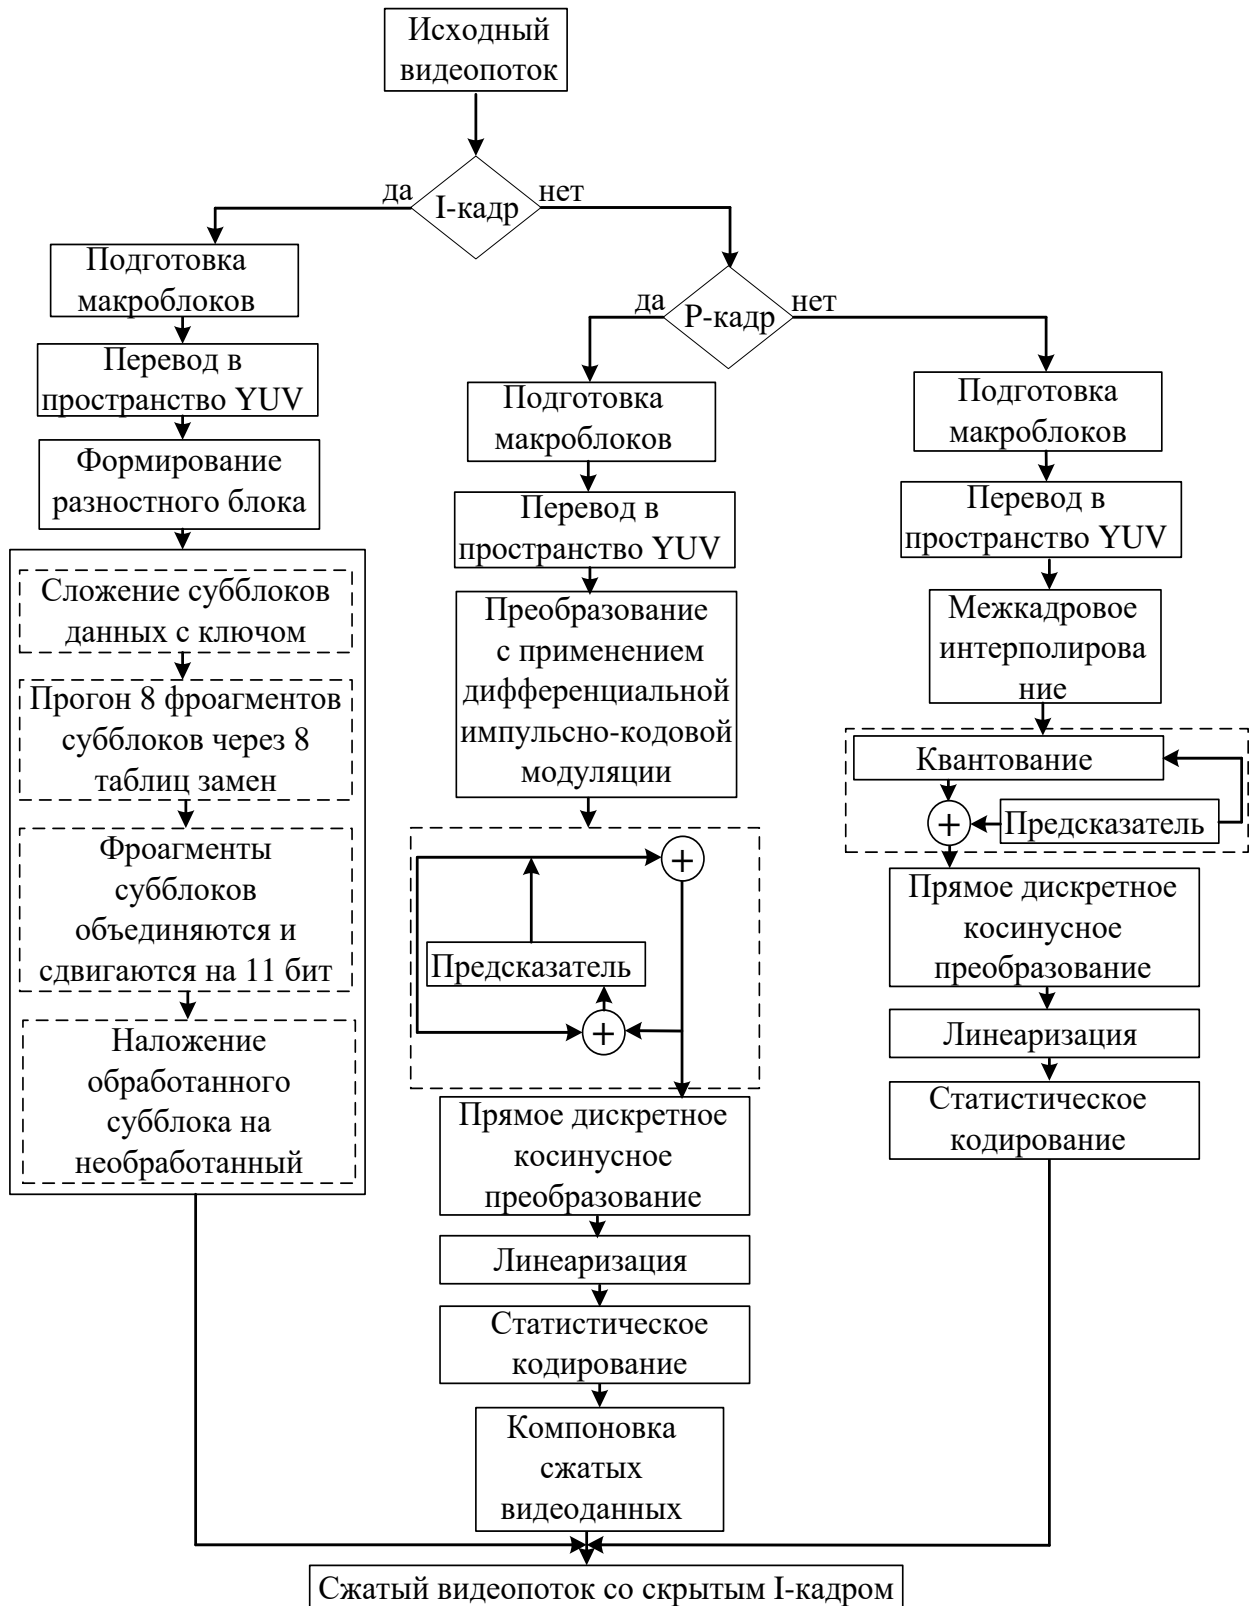 Исходный
видеопоток
да
I-кадр
нет
Подготовка
макроблоков
Перевод в
пространство YUV
Формирование
разностного блока
Сложение субблоков
данных с ключом
Прогон 8 фроагментов
субблоков через 8
таблиц замен
Фроагменты
субблоков
объединяются и
сдвигаются на 11 бит
Наложение
обработанного
субблока на
необработанный
да
P-кадр
нет
Подготовка
макроблоков
Перевод в
пространство YUV
Преобразование
с применением
дифференциальной
импульсно-кодовой
модуляции
+
Предсказатель
+
Прямое дискретное
косинусное
преобразование
Линеаризация
Статистическое
кодирование
Компоновка
сжатых
видеоданных
Подготовка
макроблоков
Перевод в
пространство YUV
Межкадровое
интерполирова
ние
Квантование
+
Предсказатель
Прямое дискретное
косинусное
преобразование
Линеаризация
Статистическое
кодирование
Сжатый видеопоток со скрытым I-кадром